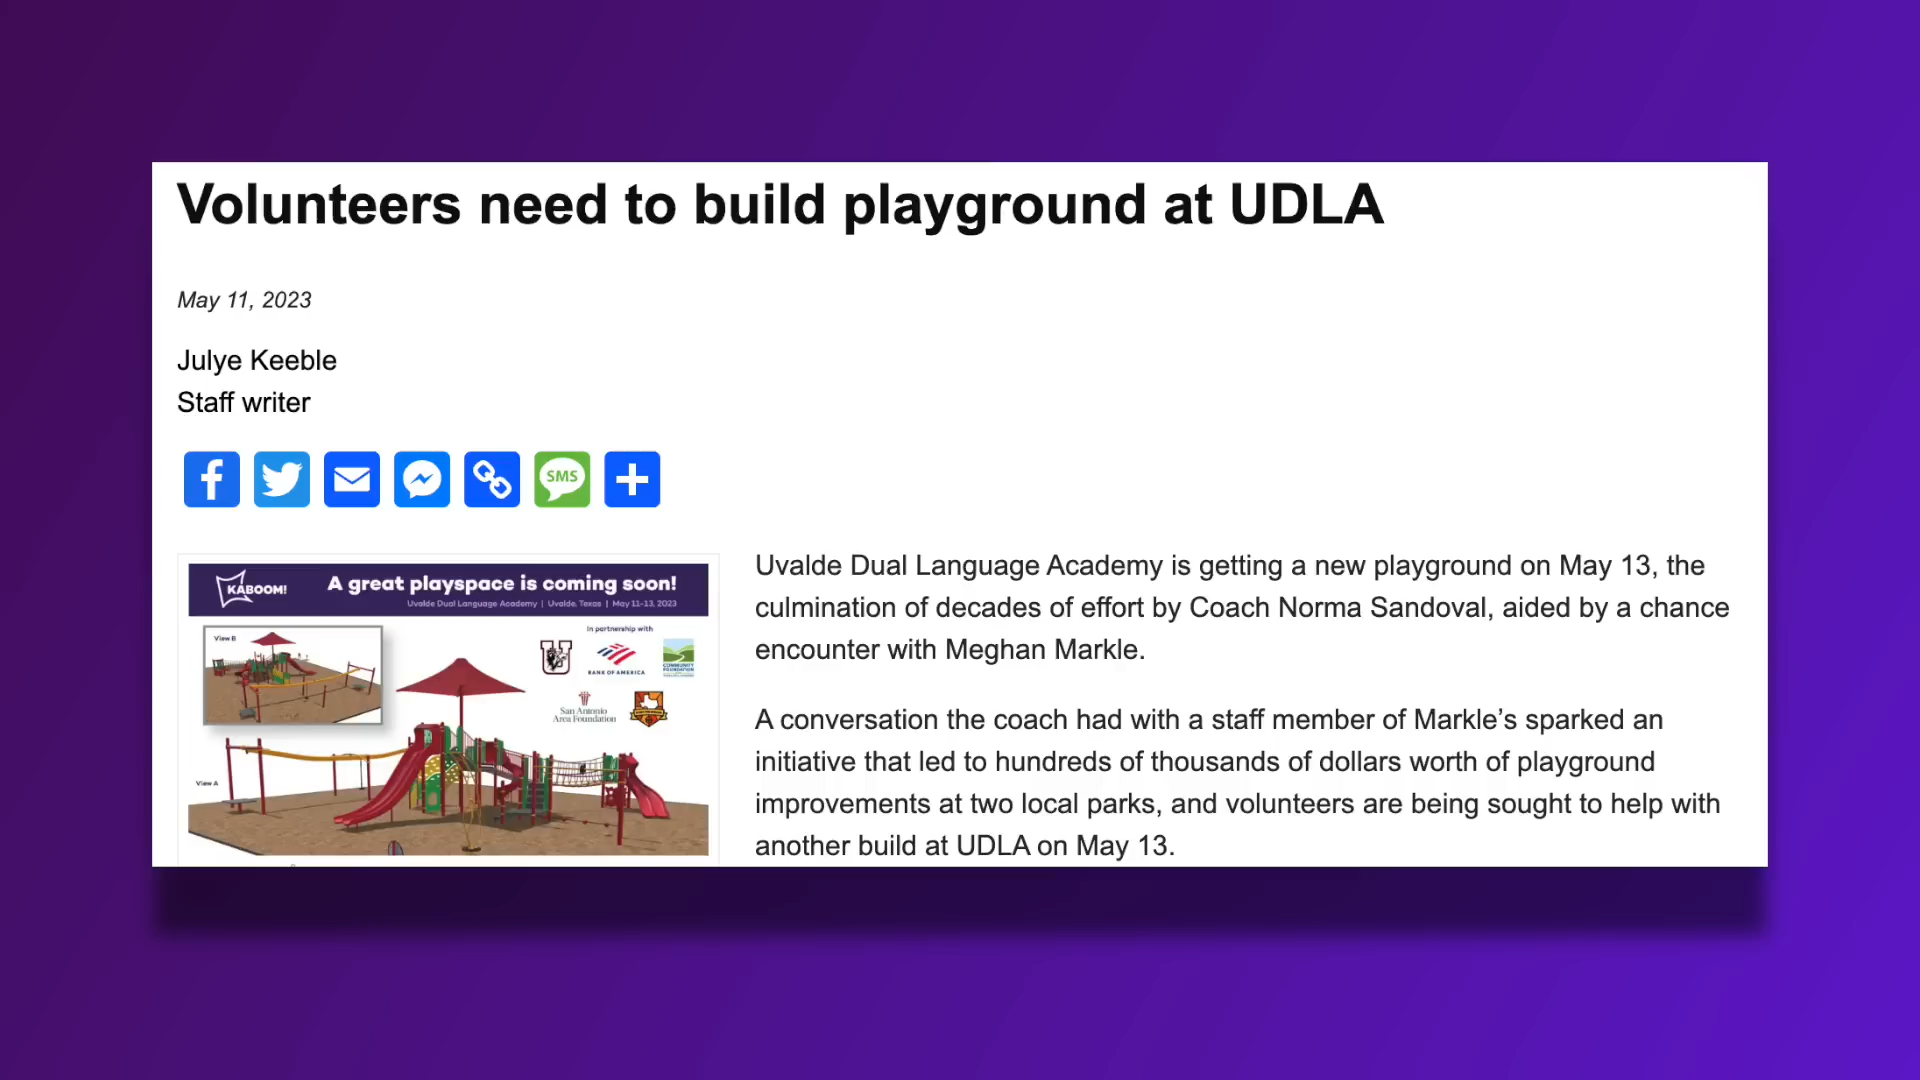 Volunteers need to build playground at UDLA
May 11, 2023
Julye Keeble
Staff writer
SMS
KABOOM!
A great playspace is coming soon!
Uvalde Dual Language Academy | Uvalde, Texas | May 11-13, 2023
View B
In partnership with
U
BANK OF AMERICA
COMMUNITY FOUNDATION
San Antonio
Area Foundation
View A
Uvalde Dual Language Academy is getting a new playground on May 13, the
culmination of decades of effort by Coach Norma Sandoval, aided by a chance
encounter with Meghan Markle.
A conversation the coach had with a staff member of Markle’s sparked an
initiative that led to hundreds of thousands of dollars worth of playground
improvements at two local parks, and volunteers are being sought to help with
another build at UDLA on May 13.